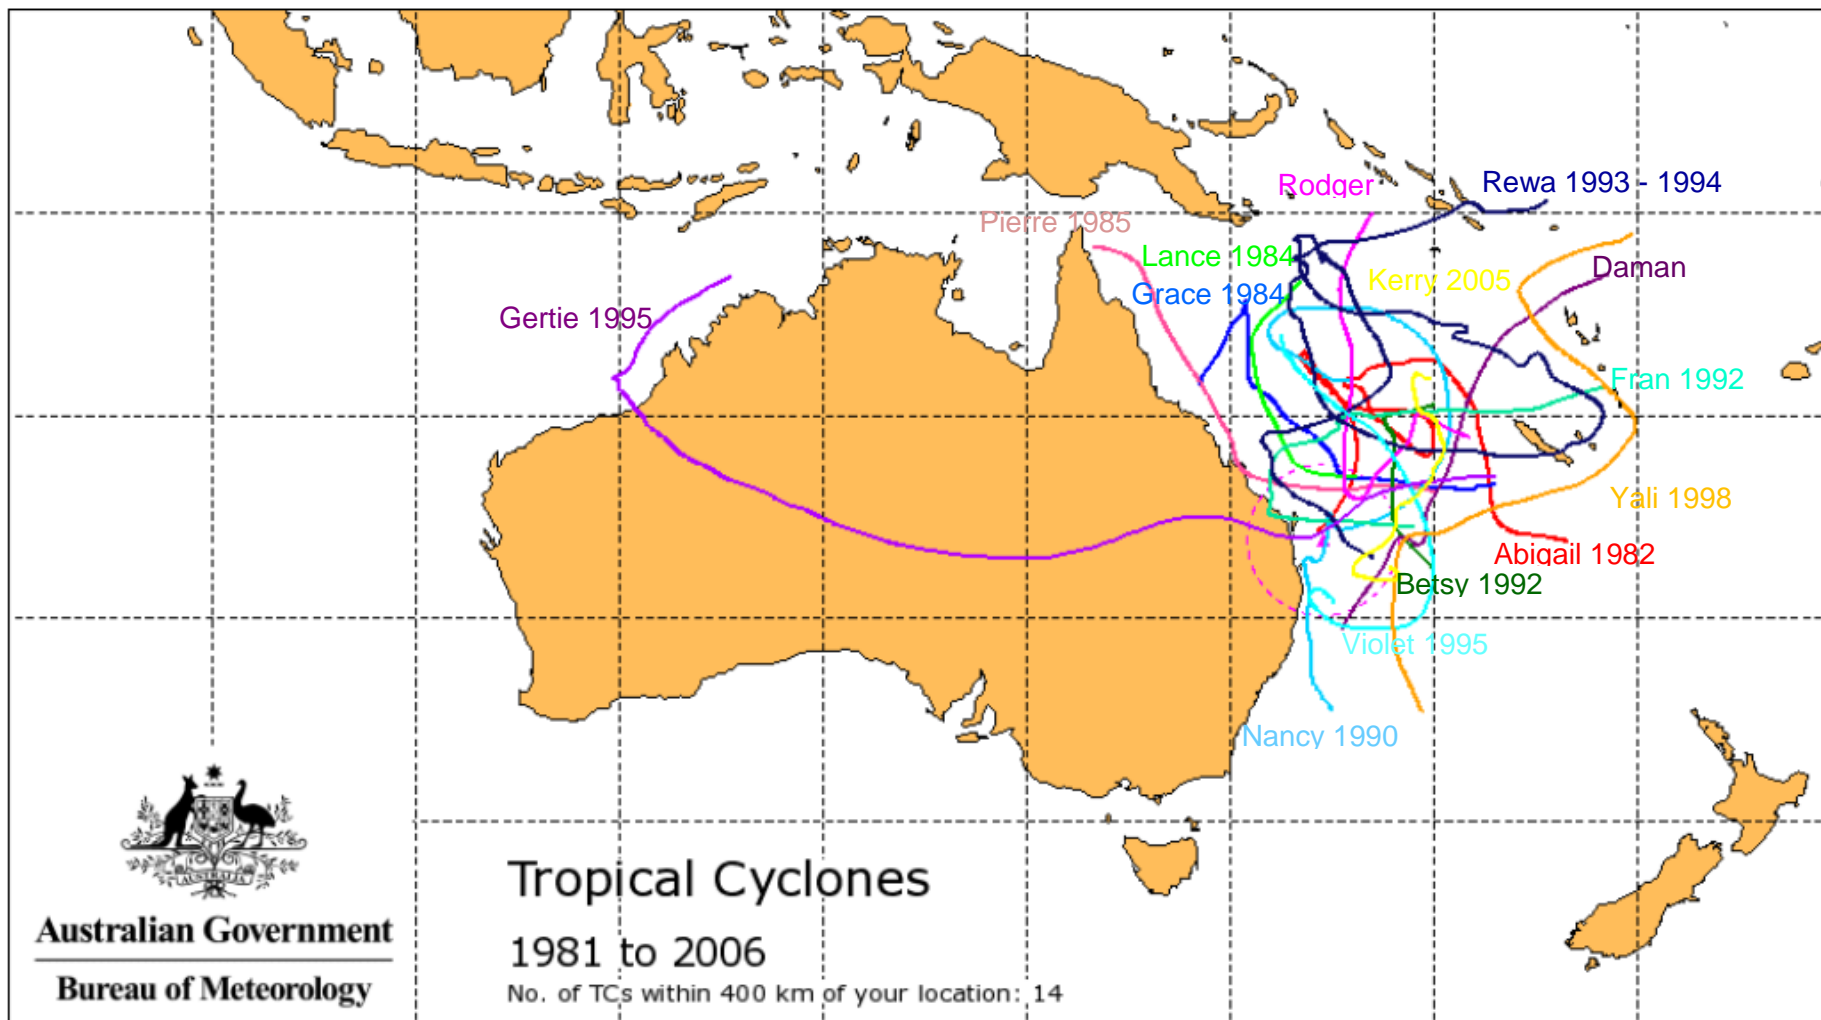 Rodger
Rewa 1993 - 1994
Pierre 1985
Lance 1984
Kerry 2005
Daman
Grace 1984
Gertie 1995
Fran 1992
Yali 1998
Abigail 1982
Betsy 1992
Violet 1995
Nancy 1990
AUSTRALIA
Australian Government
Bureau of Meteorology
Tropical Cyclones
1981 to 2006
No. of TCs within 400 km of your location: 14